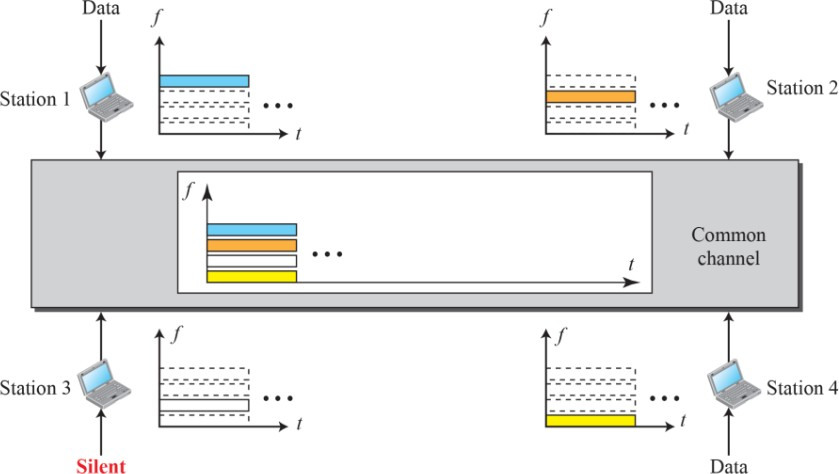 Data
f
Station 1
• • •
t
Data
f
Station 2
• • •
t
f
• • •
t
Common
channel
f
Station 3
• • •
t
Silent
f
Station 4
• • •
t
Data